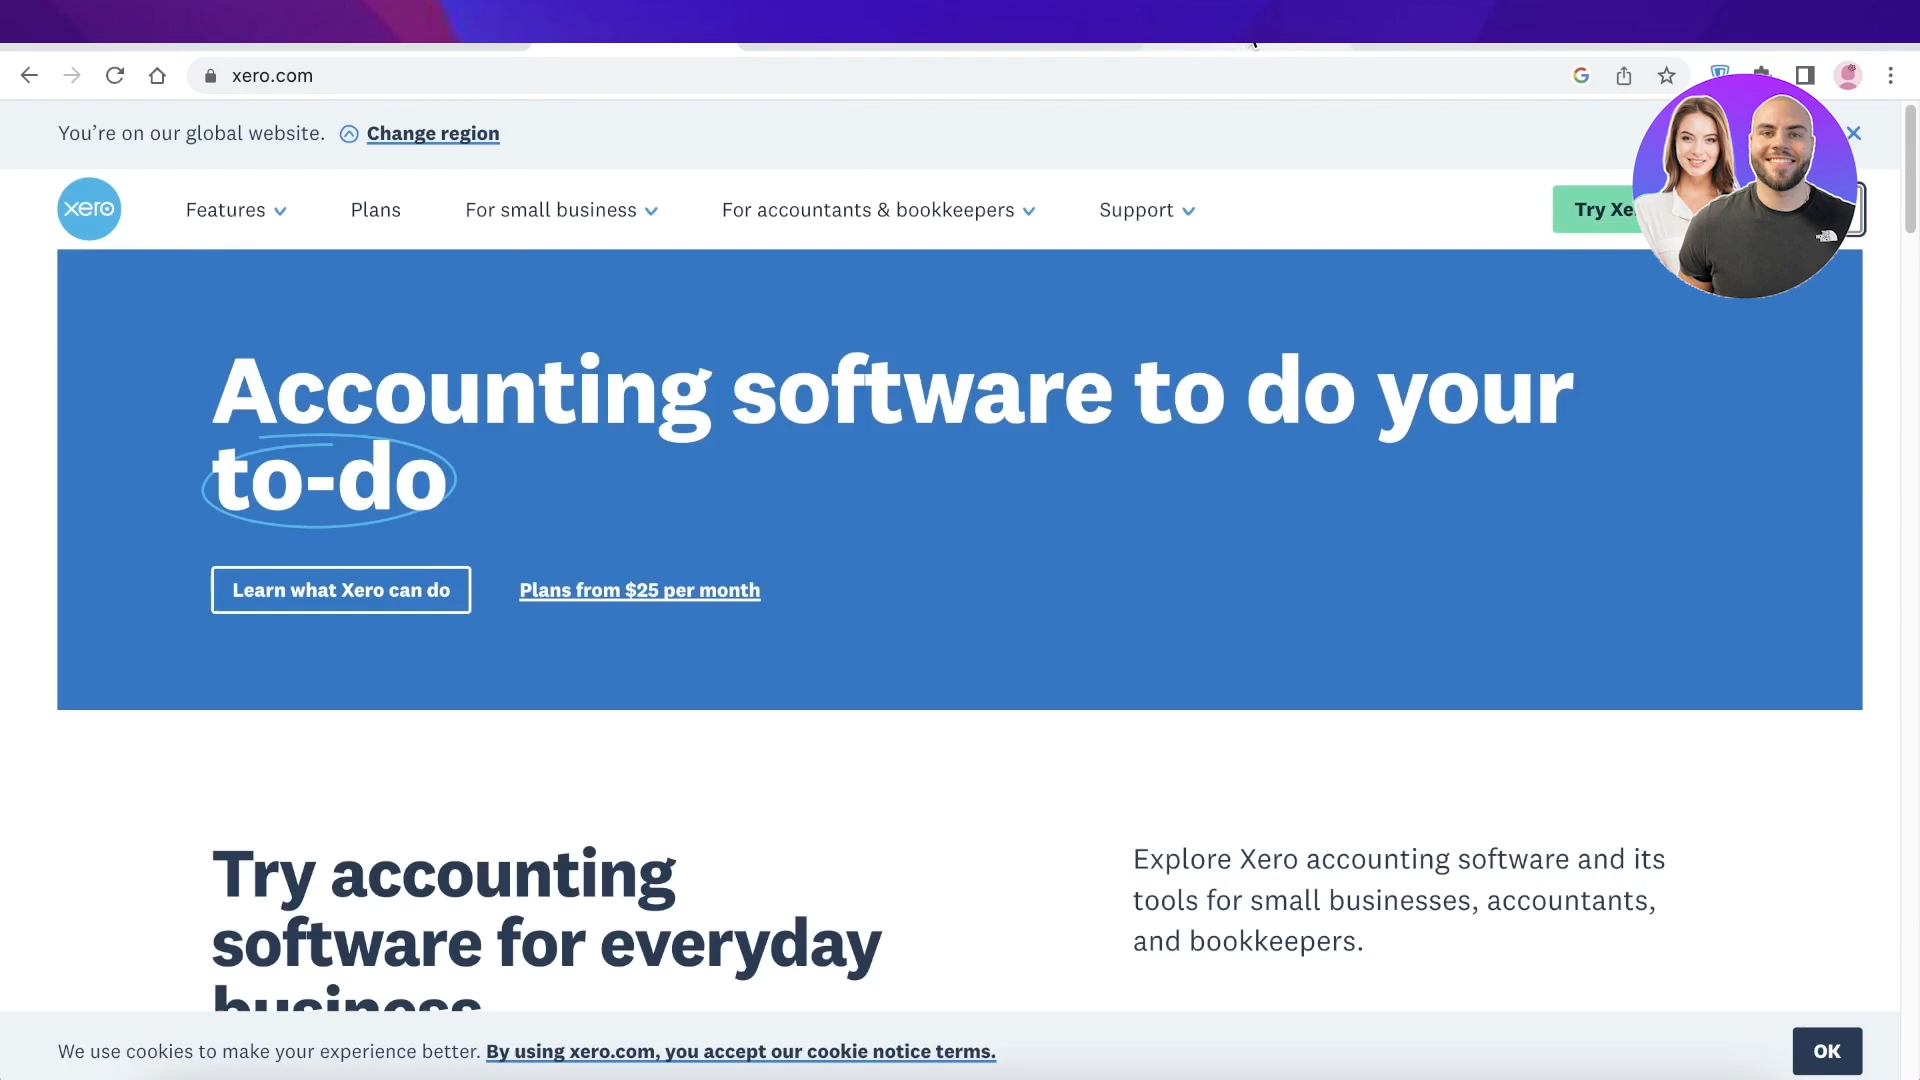 xero.com
You’re on our global website. Change region
xero
Features
Plans
For small business
For accountants & bookkeepers
Support
Try
Accounting software to do your
to-do
Learn what Xero can do
Plans from $25 per month
Try accounting
software for everyday
business
Explore Xero accounting software and its
tools for small businesses, accountants,
and bookkeepers.
We use cookies to make your experience better. By using xero.com, you accept our cookie notice terms.
OK